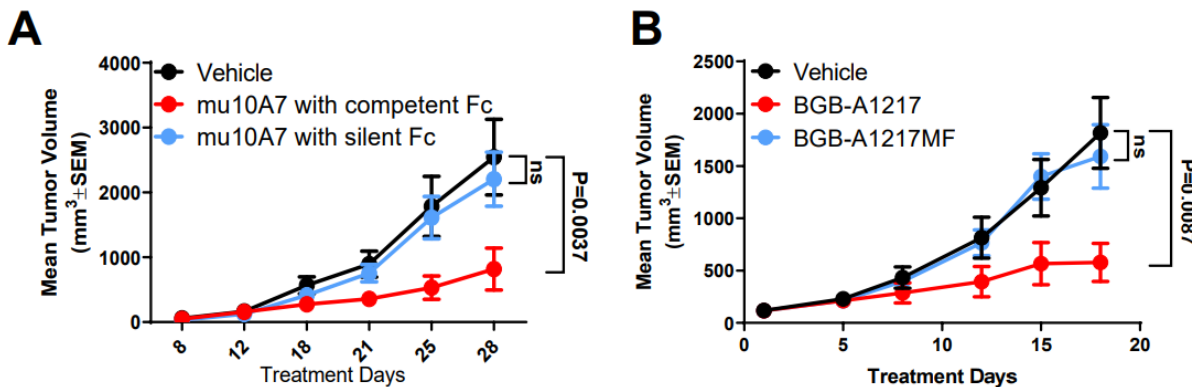 A
4000
3000
2000
1000
0
Mean Tumor Volume
(mm³±SEM)
Vehicle
mu10A7 with competent Fc
mu10A7 with silent Fc
ns
P=0.0037
8 12 18 21 25 28
Treatment Days
B
2500
2000
1500
1000
500
0
Mean Tumor Volume
(mm³±SEM)
Vehicle
BGB-A1217
BGB-A1217MF
ns
P=0.0087
0 5 10 15 20
Treatment Days